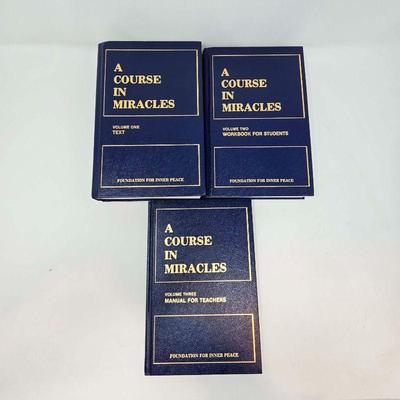 A
COURSE
IN
MIRACLES
VOLUME ONE
TEXT
FOUNDATION FOR INNER PEACE
A
COURSE
IN
MIRACLES
VOLUME TWO
WORKBOOK FOR STUDENTS
FOUNDATION FOR INNER PEACE
A
COURSE
IN
MIRACLES
VOLUME THREE
MANUAL FOR TEACHERS
FOUNDATION FOR INNER PEACE